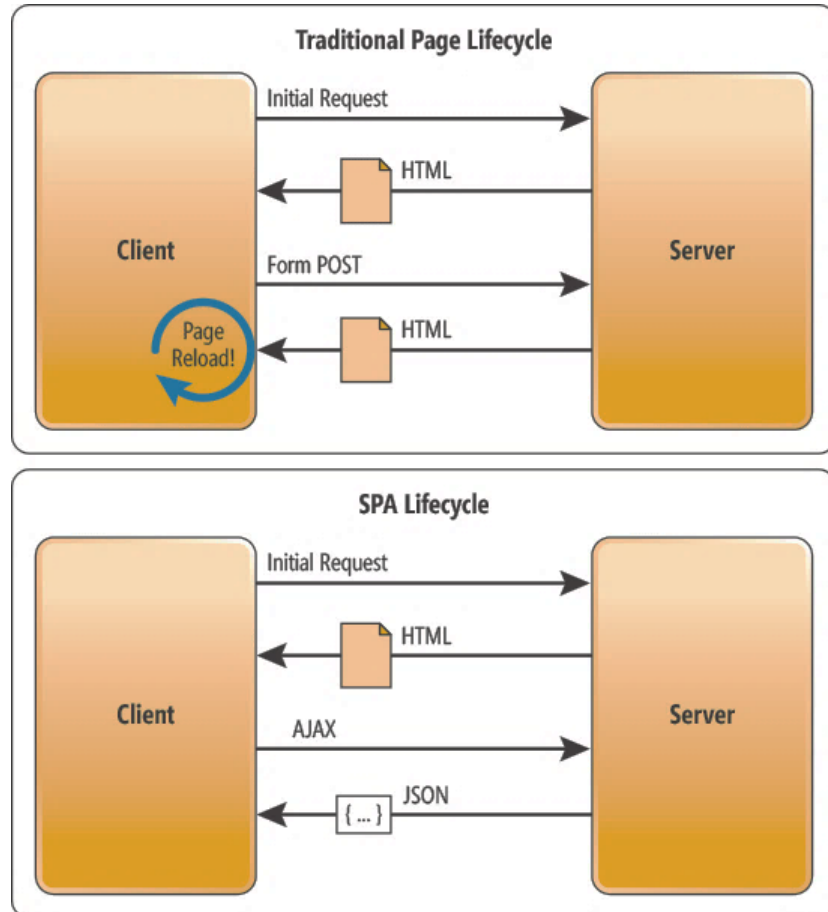 Traditional Page Lifecycle
Initial Request
HTML
Client
Server
Form POST
HTML
Page
Reload!
SPA Lifecycle
Initial Request
HTML
Client
Server
AJAX
JSON
{ ... }